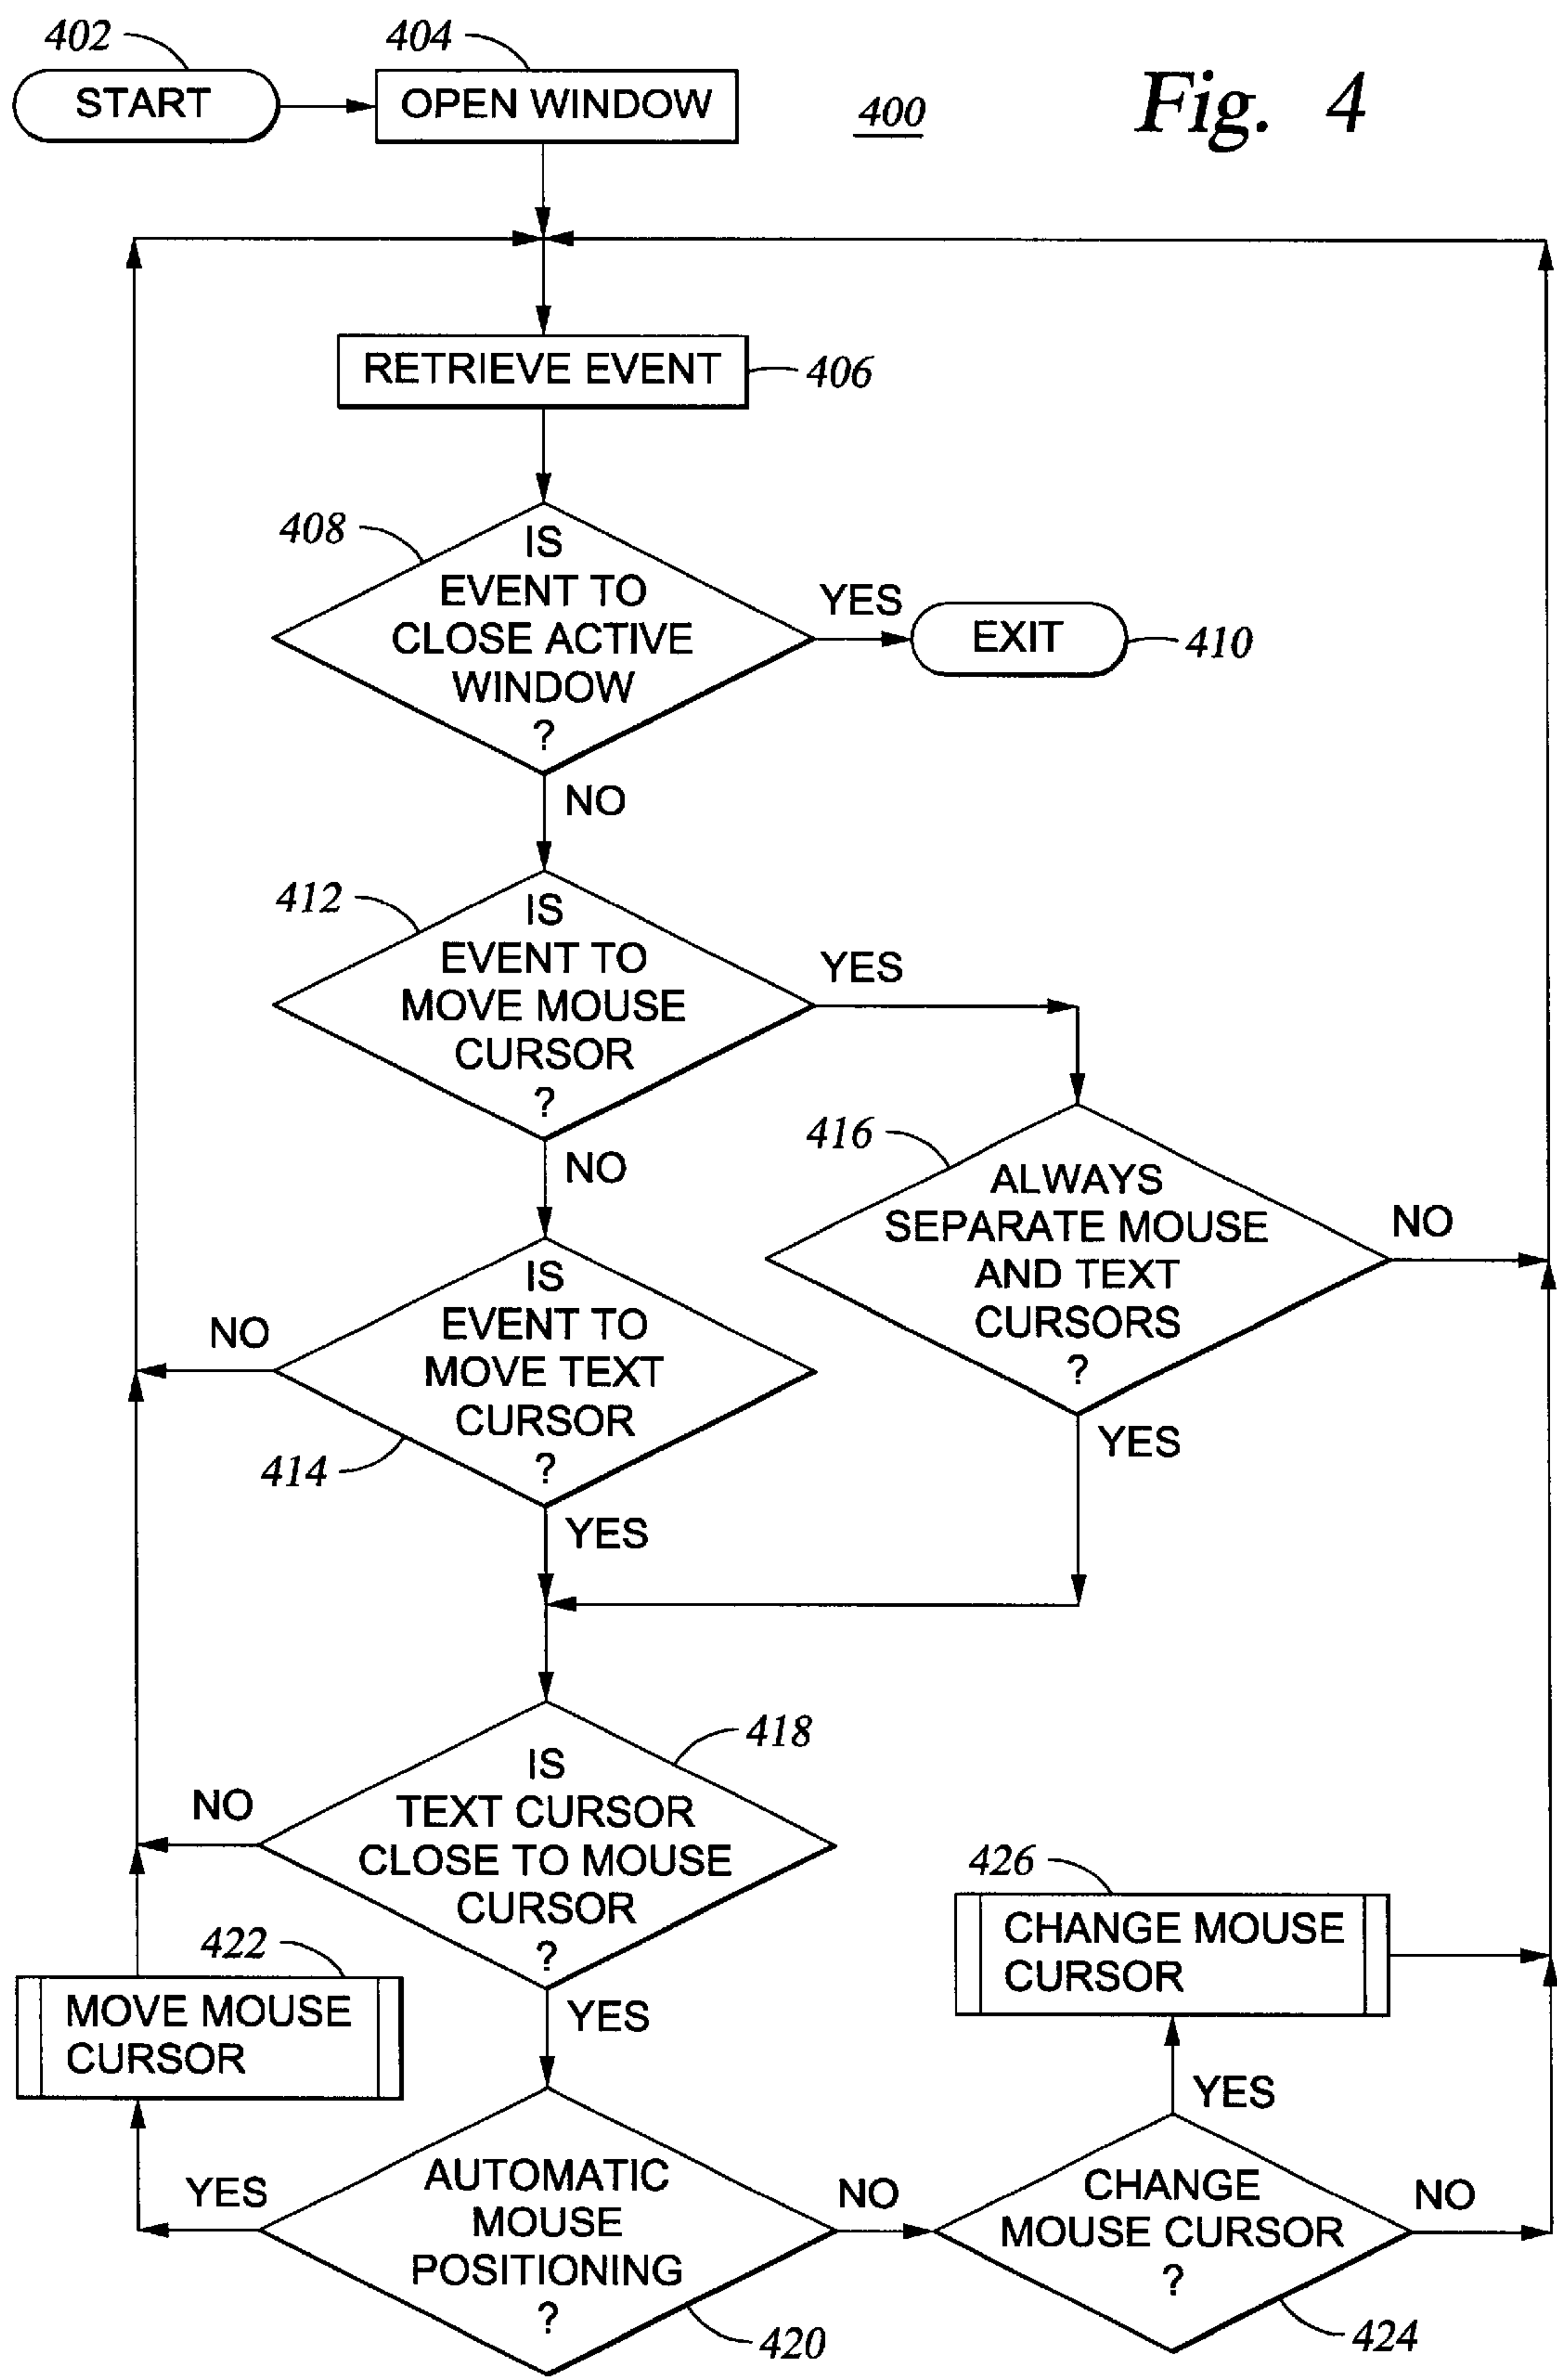 402
404
START
OPEN WINDOW
400
Fig. 4
RETRIEVE EVENT
406
408
IS
EVENT TO
CLOSE ACTIVE
WINDOW
?
YES
EXIT
410
NO
412
IS
EVENT TO
MOVE MOUSE
CURSOR
?
YES
NO
416
ALWAYS
SEPARATE MOUSE
AND TEXT
CURSORS
?
NO
YES
IS
EVENT TO
MOVE TEXT
CURSOR
?
NO
414
YES
418
IS
TEXT CURSOR
CLOSE TO MOUSE
CURSOR
?
NO
YES
422
MOVE MOUSE
CURSOR
426
CHANGE MOUSE
CURSOR
YES
AUTOMATIC
MOUSE
POSITIONING
?
YES
NO
420
CHANGE
MOUSE CURSOR
?
NO
424